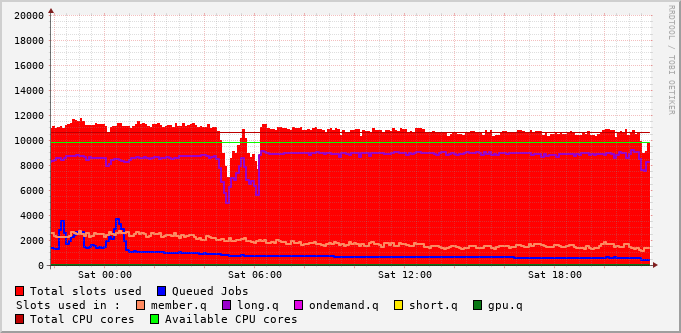 20000
18000
16000
14000
12000
10000
8000
6000
4000
2000
0
Sat 00:00 Sat 06:00 Sat 12:00 Sat 18:00
Total slots used Queued Jobs
Slots used in : member.q long.q ondemand.q short.q gpu.q
Total CPU cores Available CPU cores
RRDTOOL / TOBI OETIKER